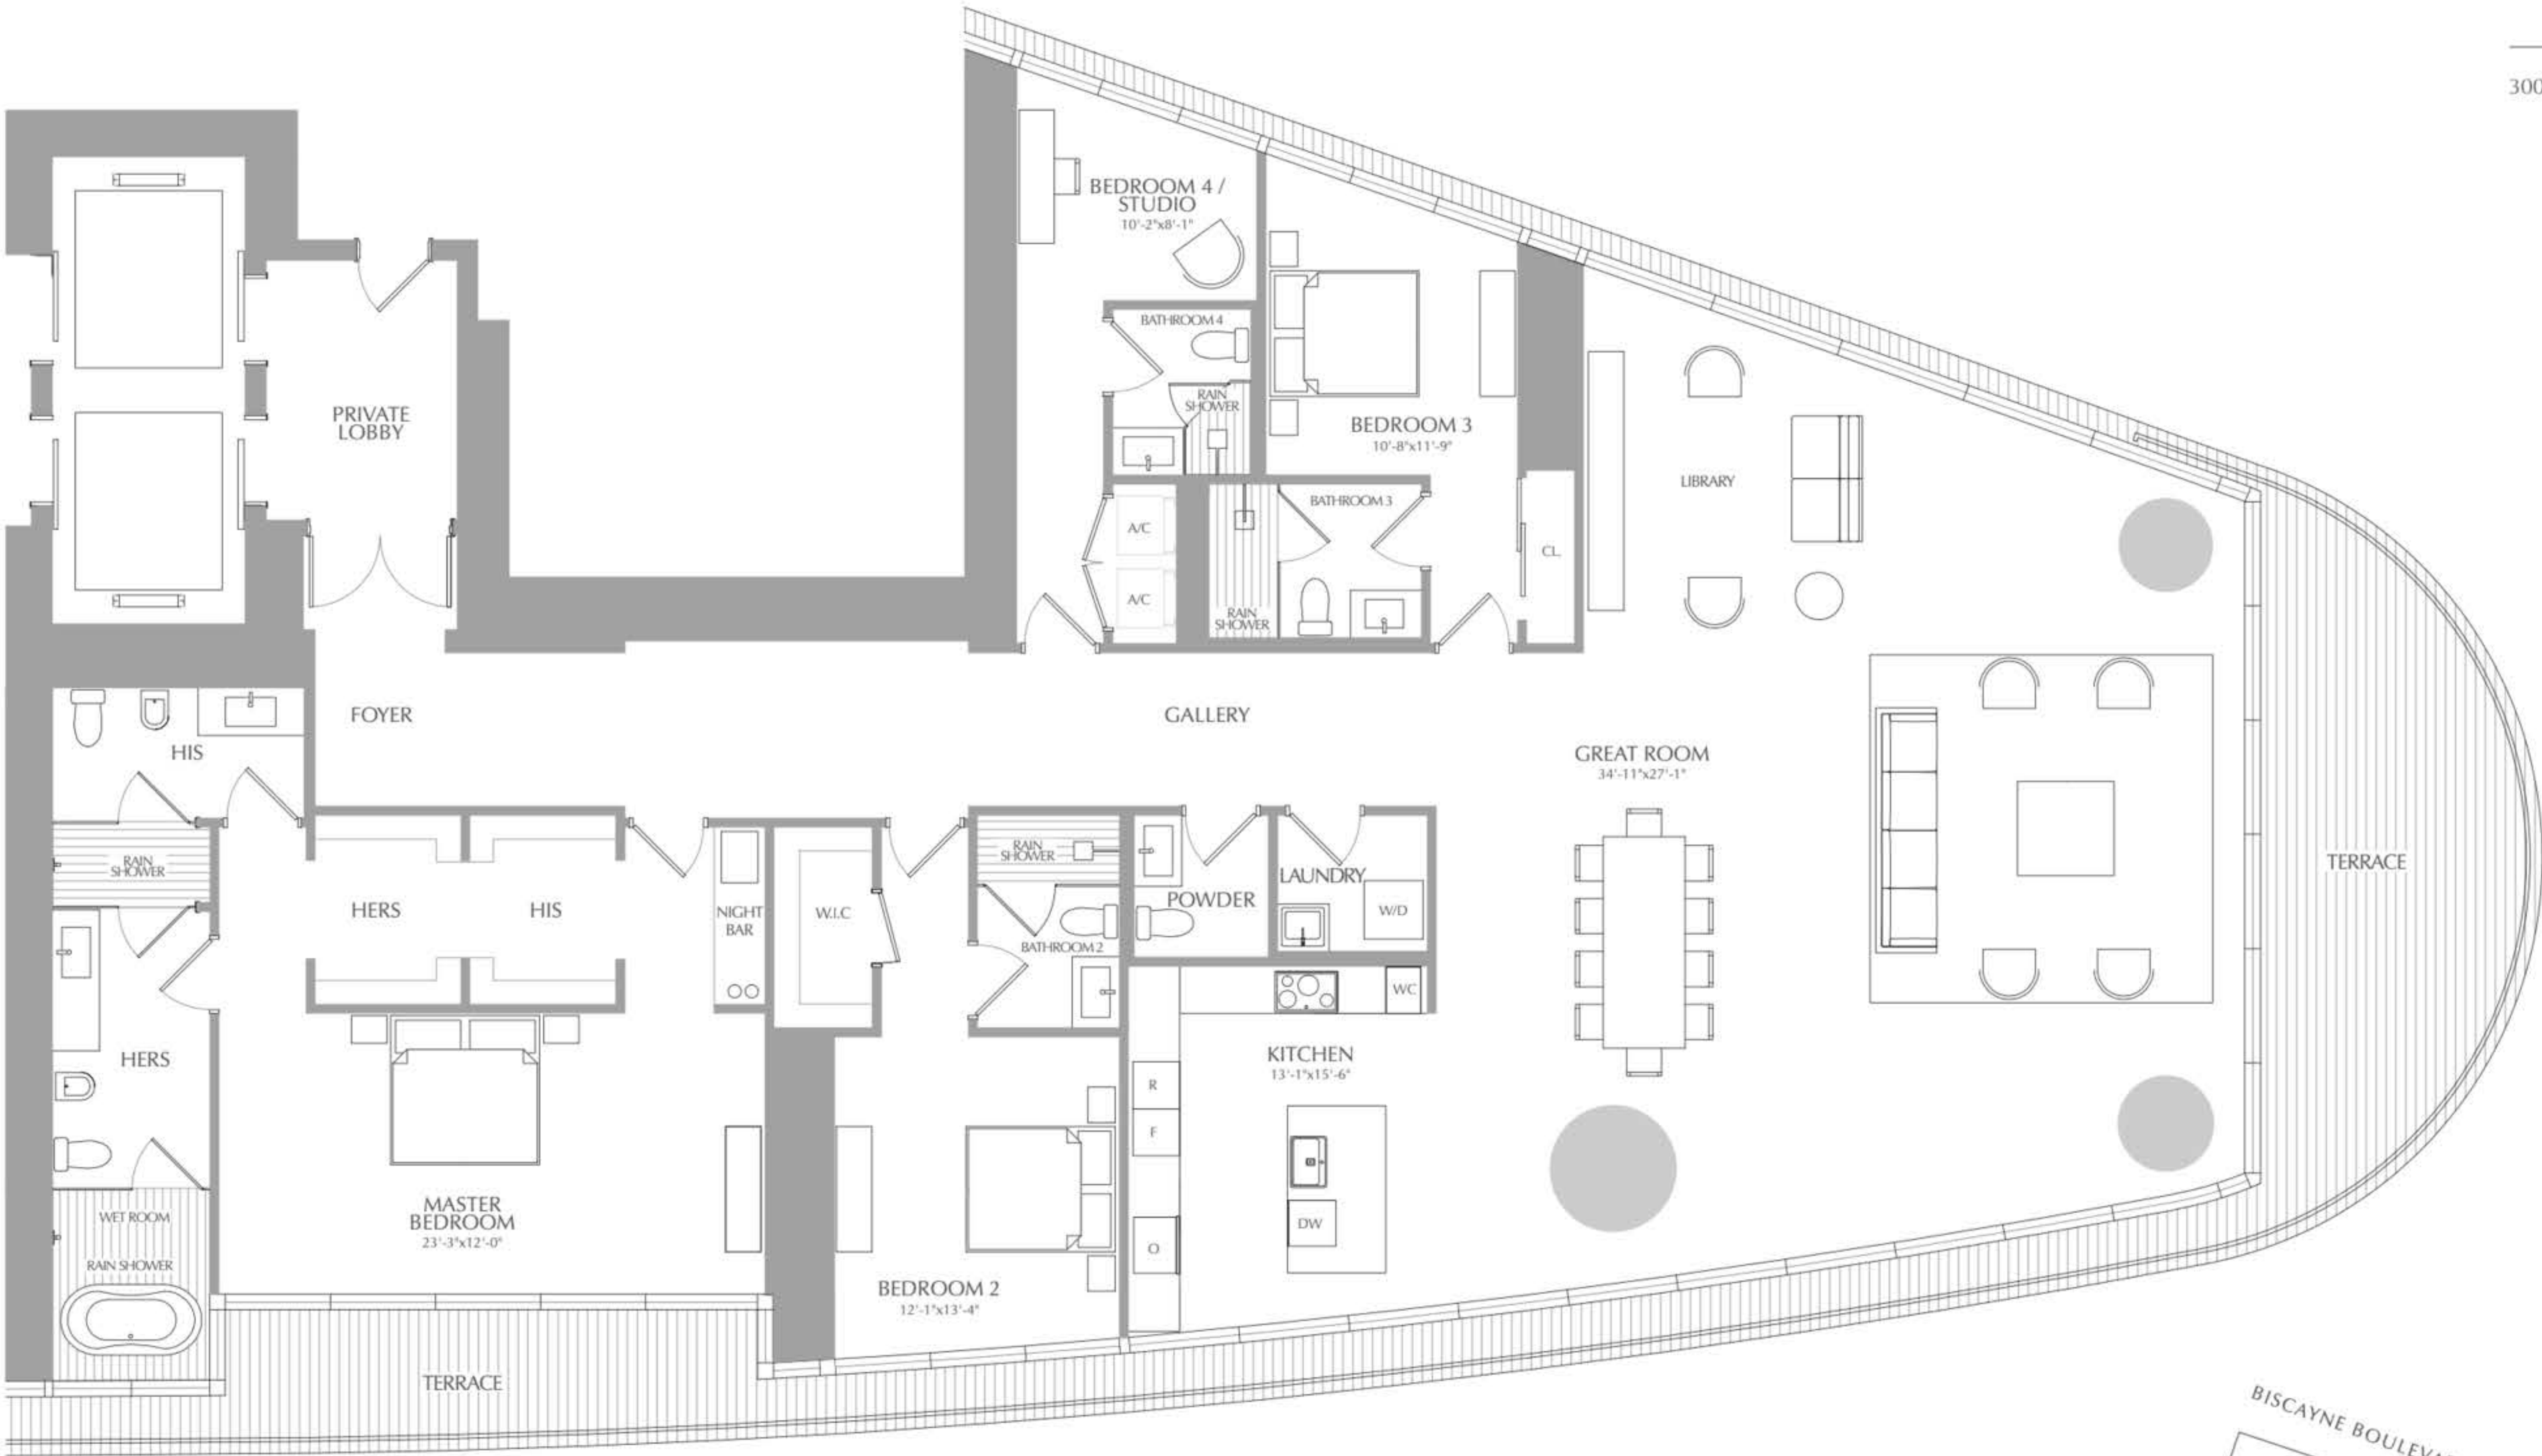 300
BEDROOM 4 /
STUDIO
10'-2"x8'-1"
BATHROOM 4
RAIN
SHOWER
BEDROOM 3
10'-8"x11'-9"
PRIVATE
LOBBY
LIBRARY
BATHROOM 3
A/C
A/C
CL
RAIN
SHOWER
FOYER
GALLERY
HIS
GREAT ROOM
34'-11"x27'-1"
RAIN
SHOWER
HERS
HIS
NIGHT
BAR
W.I.C
RAIN
SHOWER
BATHROOM 2
POWDER
LAUNDRY
W/D
TERRACE
WC
HERS
KITCHEN
13'-1"x15'-6"
R
F
O
DW
WET ROOM
RAIN SHOWER
MASTER
BEDROOM
23'-3"x12'-0"
BEDROOM 2
12'-1"x13'-4"
TERRACE
BISCAYNE